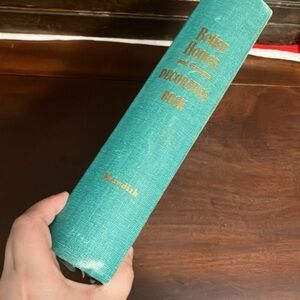 Better
Homes
and Gardens
DECORATING
BOOK
Meredith